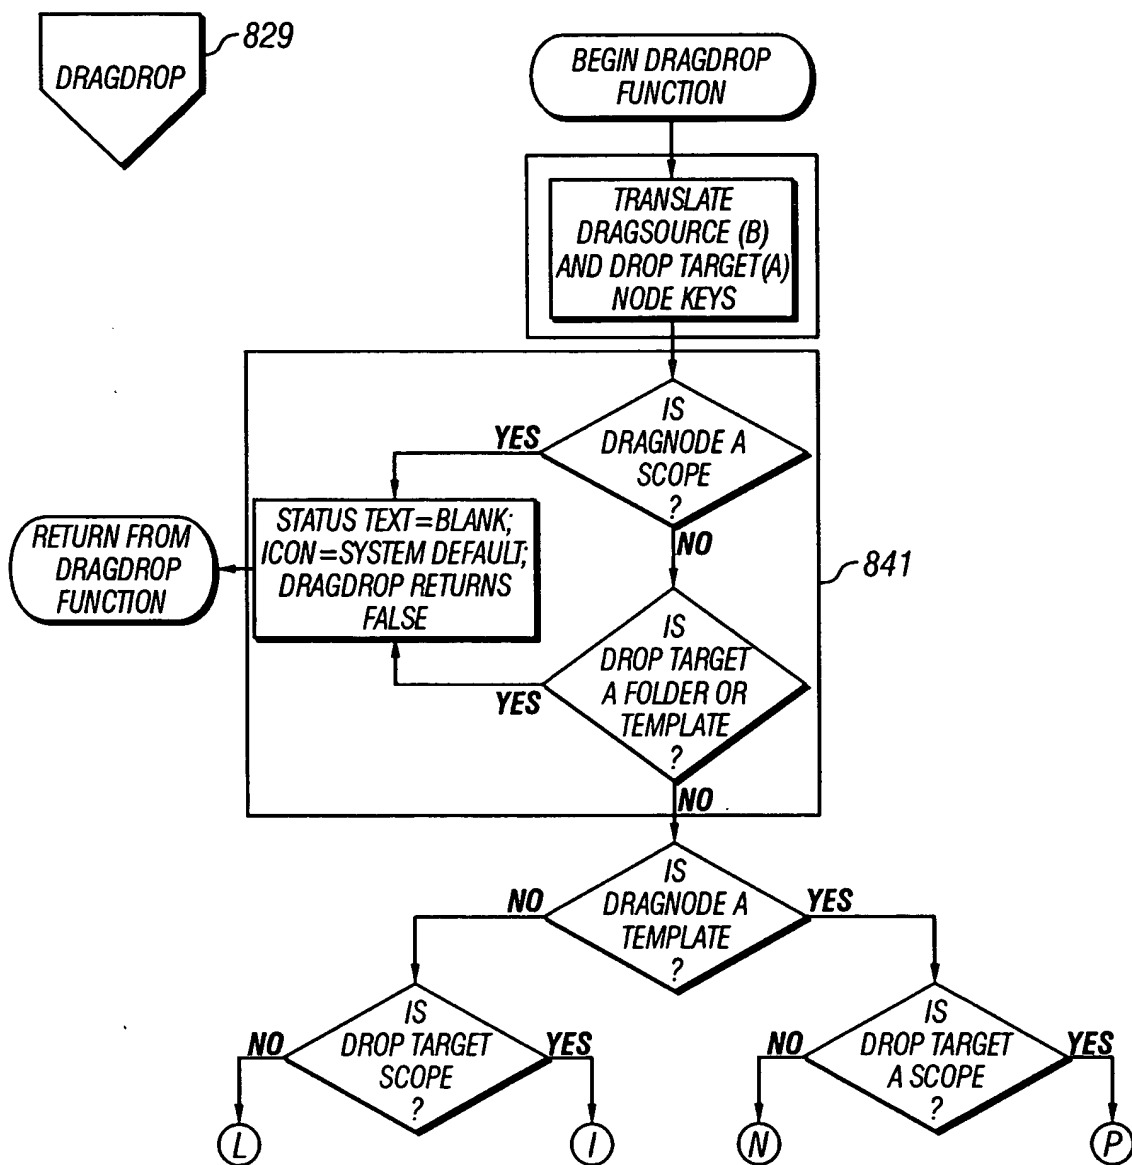 829
DRAGDROP
BEGIN DRAGDROP
FUNCTION
TRANSLATE
DRAGSOURCE (B)
AND DROP TARGET(A)
NODE KEYS
IS
DRAGNODE A
SCOPE
?
YES
NO
STATUS TEXT=BLANK;
ICON=SYSTEM DEFAULT;
DRAGDROP RETURNS
FALSE
RETURN FROM
DRAGDROP
FUNCTION
841
IS
DROP TARGET
A FOLDER OR
TEMPLATE
?
YES
NO
IS
DRAGNODE A
TEMPLATE
?
NO
YES
IS
DROP TARGET
SCOPE
?
NO
YES
IS
DROP TARGET
A SCOPE
?
NO
YES
L
I
N
P